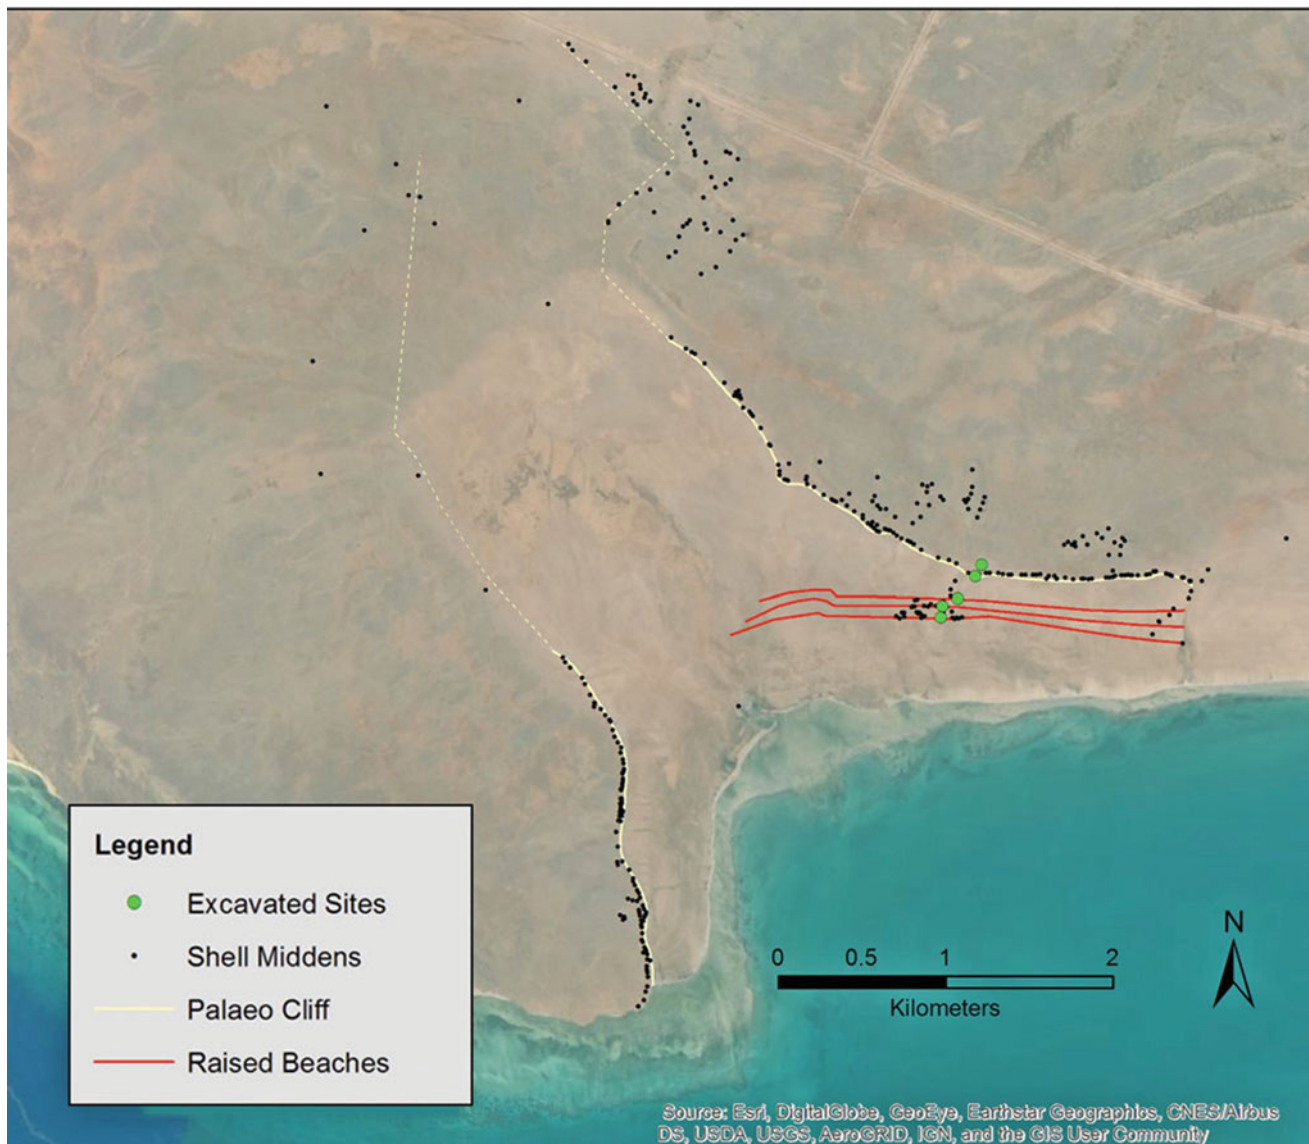 Legend
Excavated Sites
Shell Middens
Palaeo Cliff
Raised Beaches
N
0 0.5 1 2
Kilometers
Source: Esri, DigitalGlobe, GeoEye, Earthstar Geographics, CNES/Airbus
DS, USDA, USGS, AeroGRID, IGN, and the GIS User Community